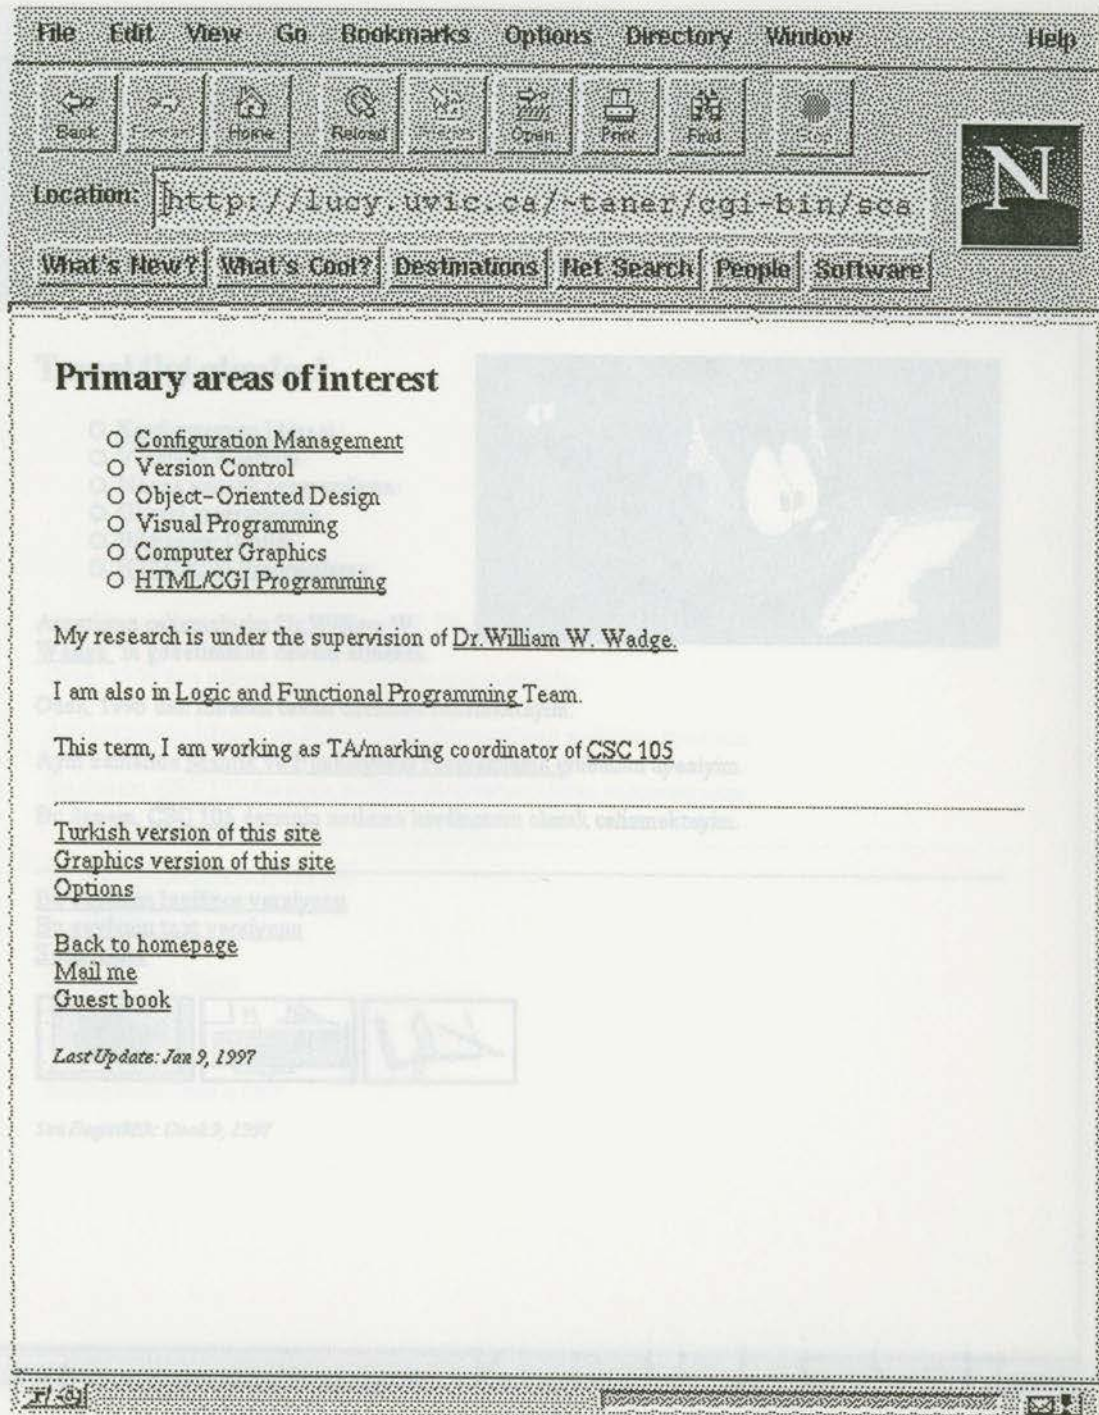 File Edit View Go Bookmarks Options Directory Window Help
Back Forward Home Reload Images Open Print Find Stop
N
Location: http://lucy.uvic.ca/~taner/cgi-bin/sca
What's New? What's Cool? Destinations Net Search People Software
Primary areas of interest
Configuration Management
Version Control
Object-Oriented Design
Visual Programming
Computer Graphics
HTML/CGI Programming
My research is under the supervision of Dr.William W. Wadge.
I am also in Logic and Functional Programming Team.
This term, I am working as TA/marking coordinator of CSC 105
Turkish version of this site
Graphics version of this site
Options
Back to homepage
Mail me
Guest book
Last Update: Jan 9, 1997